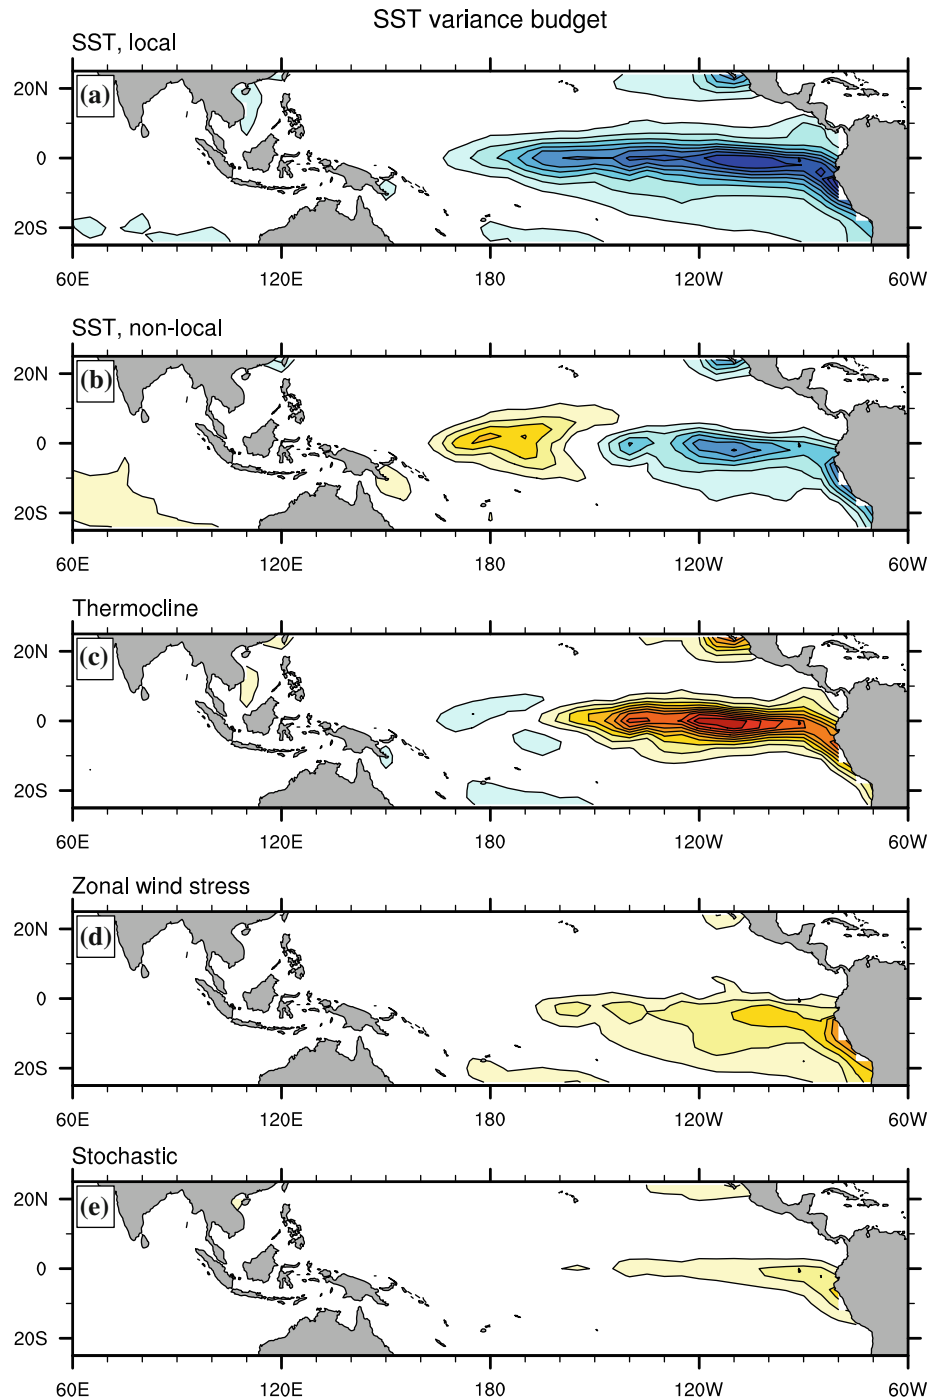 SST variance budget
SST, local
(a)
20N
0
20S
60E 120E 180 120W 60W
SST, non-local
(b)
20N
0
20S
60E 120E 180 120W 60W
Thermocline
(c)
20N
0
20S
60E 120E 180 120W 60W
Zonal wind stress
(d)
20N
0
20S
60E 120E 180 120W 60W
Stochastic
(e)
20N
0
20S
60E 120E 180 120W 60W